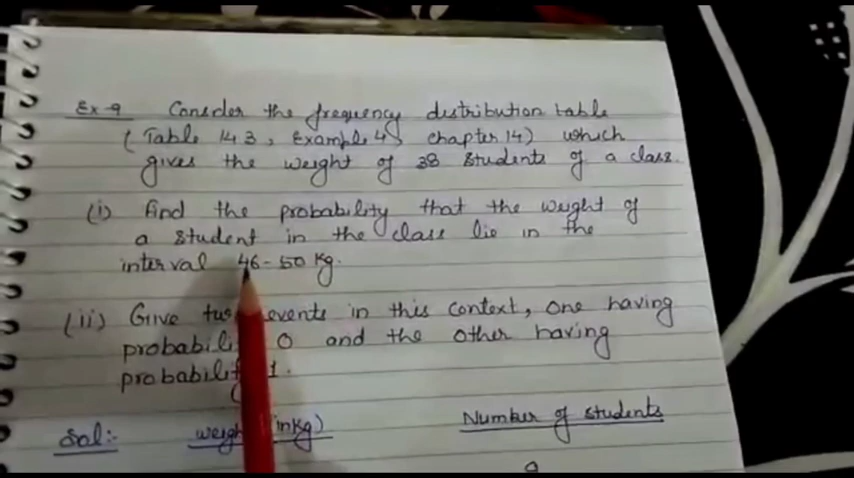 Ex-9 Consider the frequency distribution table
(Table 14.3, Example 4, chapter 14) which
gives the weight of 38 students of a class.
(i) Find the probability that the weight of
a student in the class lie in the
interval 46-50 Kg.
(ii) Give events in this context, one having
0 and the other having
1.
Sol:- (in Kg) Number of students
9